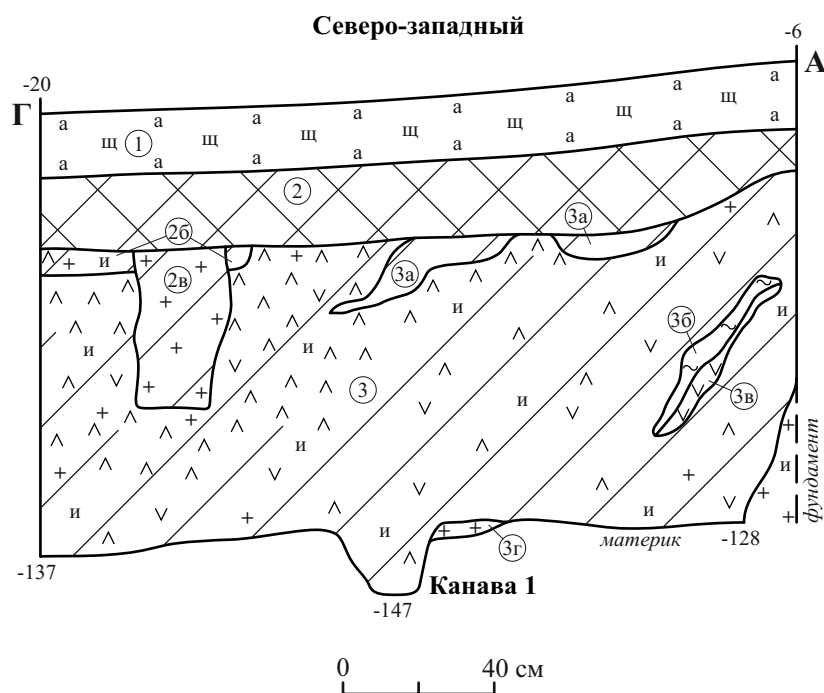 Северо-западный
-6
-20
А
Г
а а а а а а
щ щ щ щ щ щ
1
а а а а а а
2
3а
2б
и
2в
3а
и
и
и
и
3б
и
и
3
3в
и
и
и
и
и
и
фундамент
3г
материк
-128
-137
Канава 1
-147
0 40 см